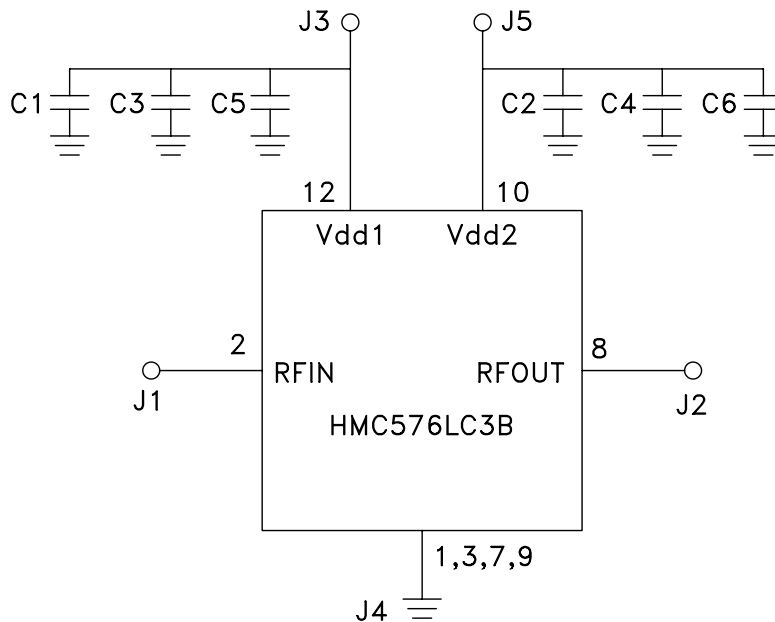 J3 J5
C1 C3 C5 C2 C4 C6
12 10
Vdd1 Vdd2
2 8
RFIN RFOUT
J1 J2
HMC576LC3B
1,3,7,9
J4